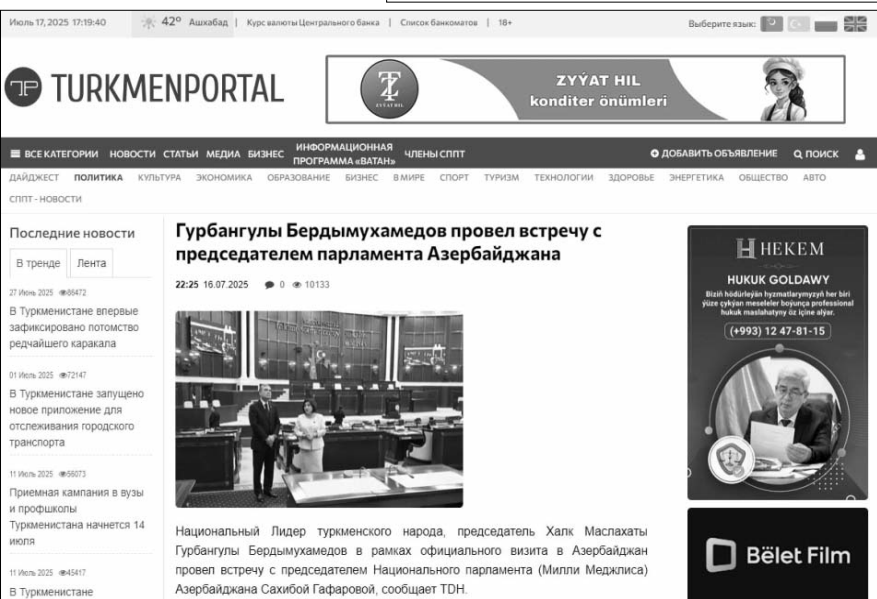 Июль 17, 2025 17:19:40
42° Ашхабад | Курс валюты Центрального банка | Список банкоматов | 18+
Выберите язык:
TP TURKMENPORTAL
ZYÝAT HIL
ZYÝAT HIL
konditer önümleri
ВСЕ КАТЕГОРИИ НОВОСТИ СТАТЬИ МЕДИА БИЗНЕС ИНФОРМАЦИОННАЯ
ПРОГРАММА «ВАТАН» ЧЛЕНЫ СППТ
ДОБАВИТЬ ОБЪЯВЛЕНИЕ ПОИСК
ДАЙДЖЕСТ ПОЛИТИКА КУЛЬТУРА ЭКОНОМИКА ОБРАЗОВАНИЕ БИЗНЕС В МИРЕ СПОРТ ТУРИЗМ ТЕХНОЛОГИИ ЗДОРОВЬЕ ЭНЕРГЕТИКА ОБЩЕСТВО АВТО
СППТ - НОВОСТИ
Последние новости
В тренде Лента
27 Июнь 2025 86472
В Туркменистане впервые
зафиксировано потомство
редчайшего каракала
01 Июль 2025 72147
В Туркменистане запущено
новое приложение для
отслеживания городского
транспорта
11 Июль 2025 56073
Приемная кампания в вузы
и профшколы
Туркменистана начнется 14
июля
11 Июль 2025 45417
В Туркменистане
Гурбангулы Бердымухамедов провел встречу с
председателем парламента Азербайджана
22:25 16.07.2025 0 10133
Национальный Лидер туркменского народа, председатель Халк Маслахаты
Гурбангулы Бердымухамедов в рамках официального визита в Азербайджан
провел встречу с председателем Национального парламента (Милли Меджлиса)
Азербайджана Сахибой Гафаровой, сообщает TDH.
HEKEM
HUKUK GOLDAWY
Biziň hödürleýän hyzmatlarymyzyň her biri
ýüze çykýan meseleler boýunça professional
hukuk maslahatyny öz içine alýar.
(+993) 12 47-81-15
Bëlet Film